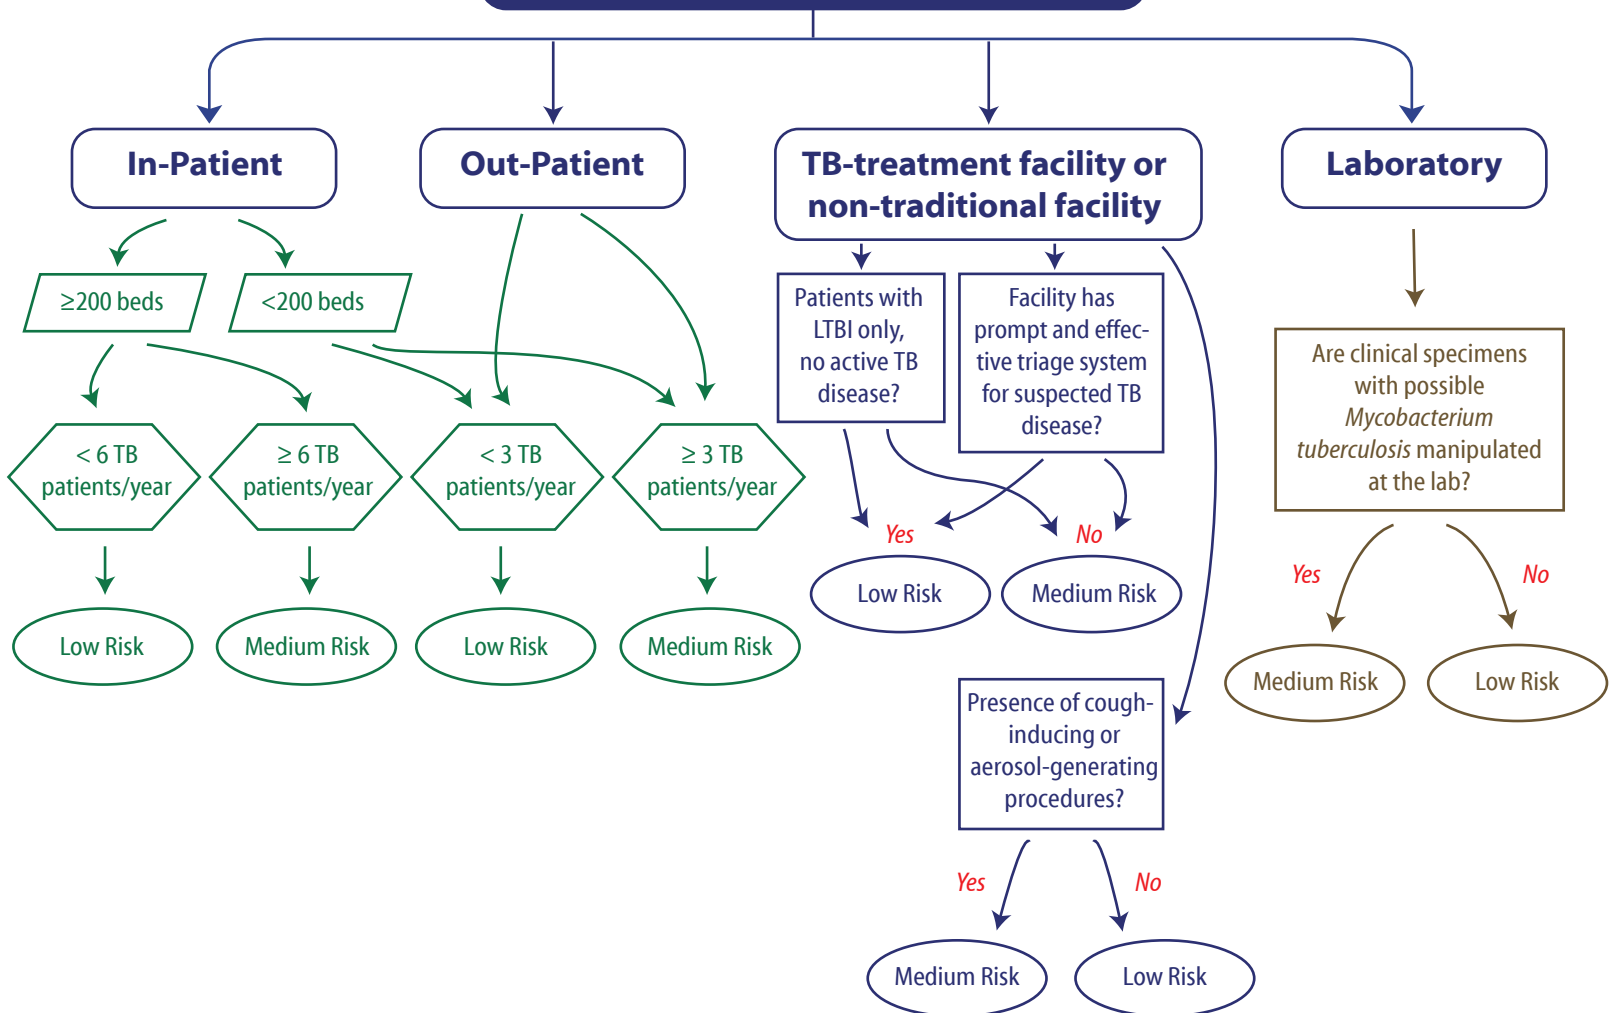 In-Patient
Out-Patient
TB-treatment facility or
non-traditional facility
Laboratory
≥200 beds
<200 beds
Patients with
LTBI only,
no active TB
disease?
Facility has
prompt and effec-
tive triage system
for suspected TB
disease?
Are clinical specimens
with possible
Mycobacterium
tuberculosis manipulated
at the lab?
< 6 TB
patients/year
≥ 6 TB
patients/year
< 3 TB
patients/year
≥ 3 TB
patients/year
Yes
No
Low Risk
Medium Risk
Yes
No
Low Risk
Medium Risk
Low Risk
Medium Risk
Medium Risk
Low Risk
Presence of cough-
inducing or
aerosol-generating
procedures?
Yes
No
Medium Risk
Low Risk